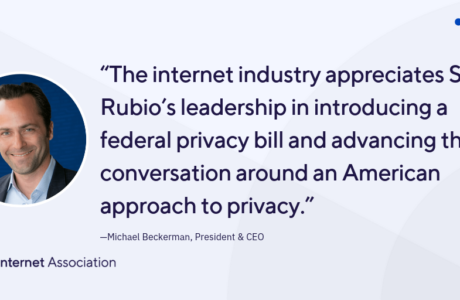 “The internet industry appreciates S
Rubio’s leadership in introducing a
federal privacy bill and advancing th
conversation around an American
approach to privacy.”
—Michael Beckerman, President & CEO
nternet Association